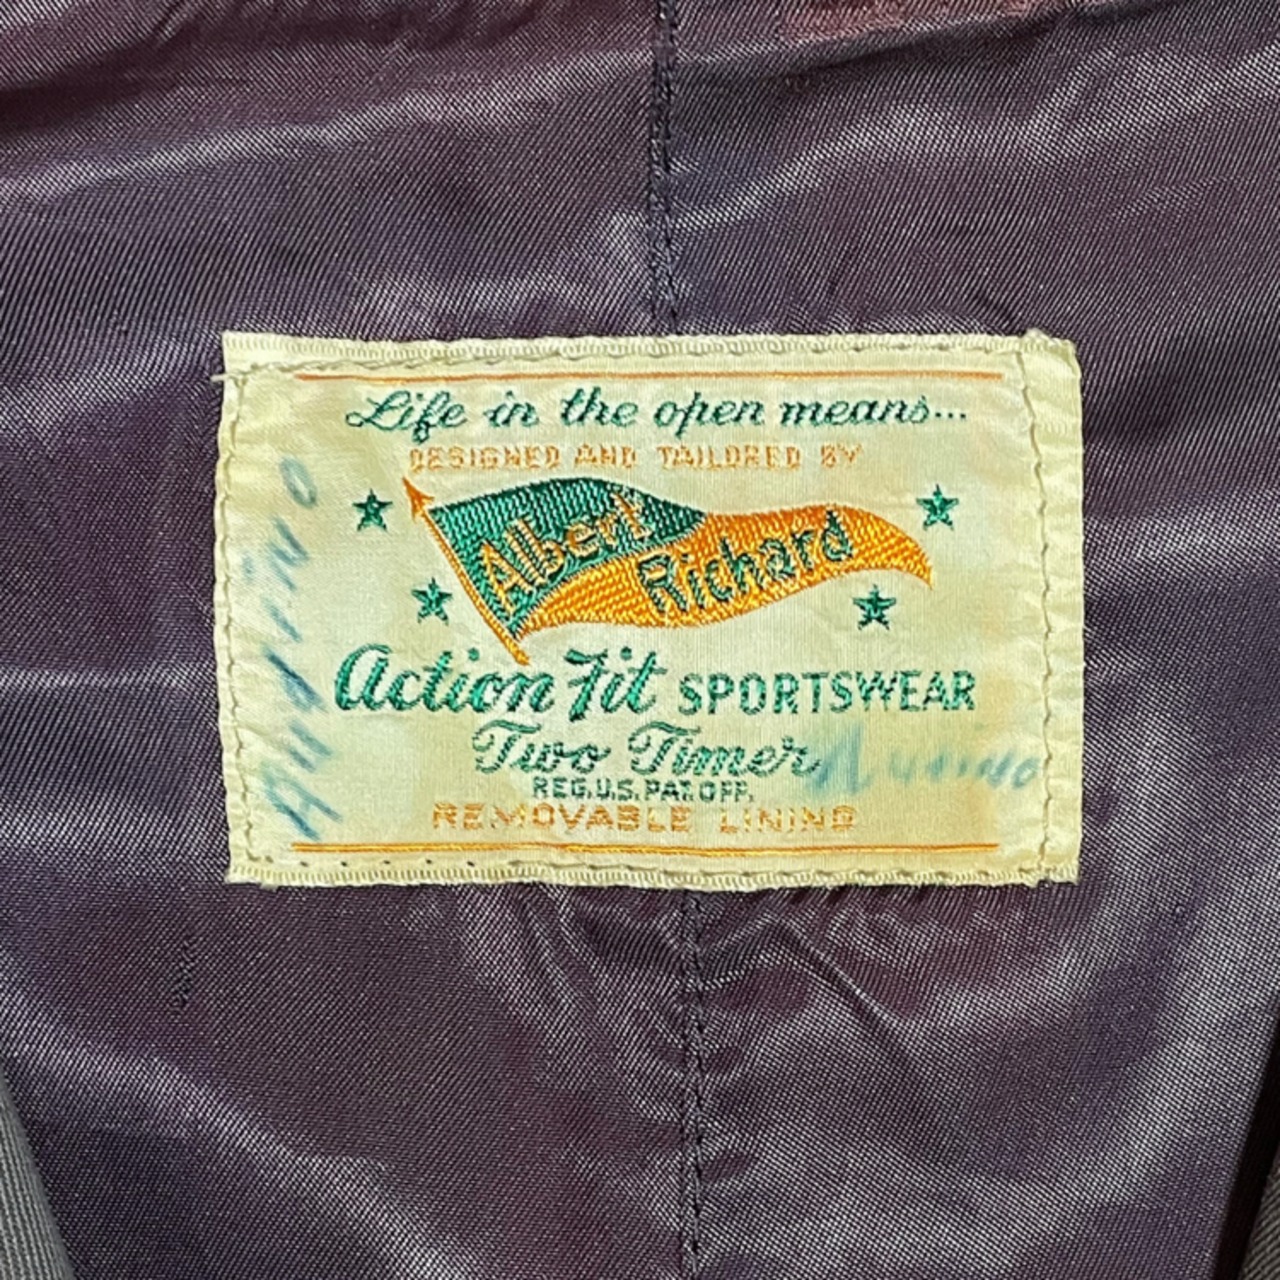 Life in the open means...
DESIGNED AND TAILORED BY
Albert
Richard
Action Fit SPORTSWEAR
Two Timer
REG.U.S.PAT.OFF.
REMOVABLE LINING